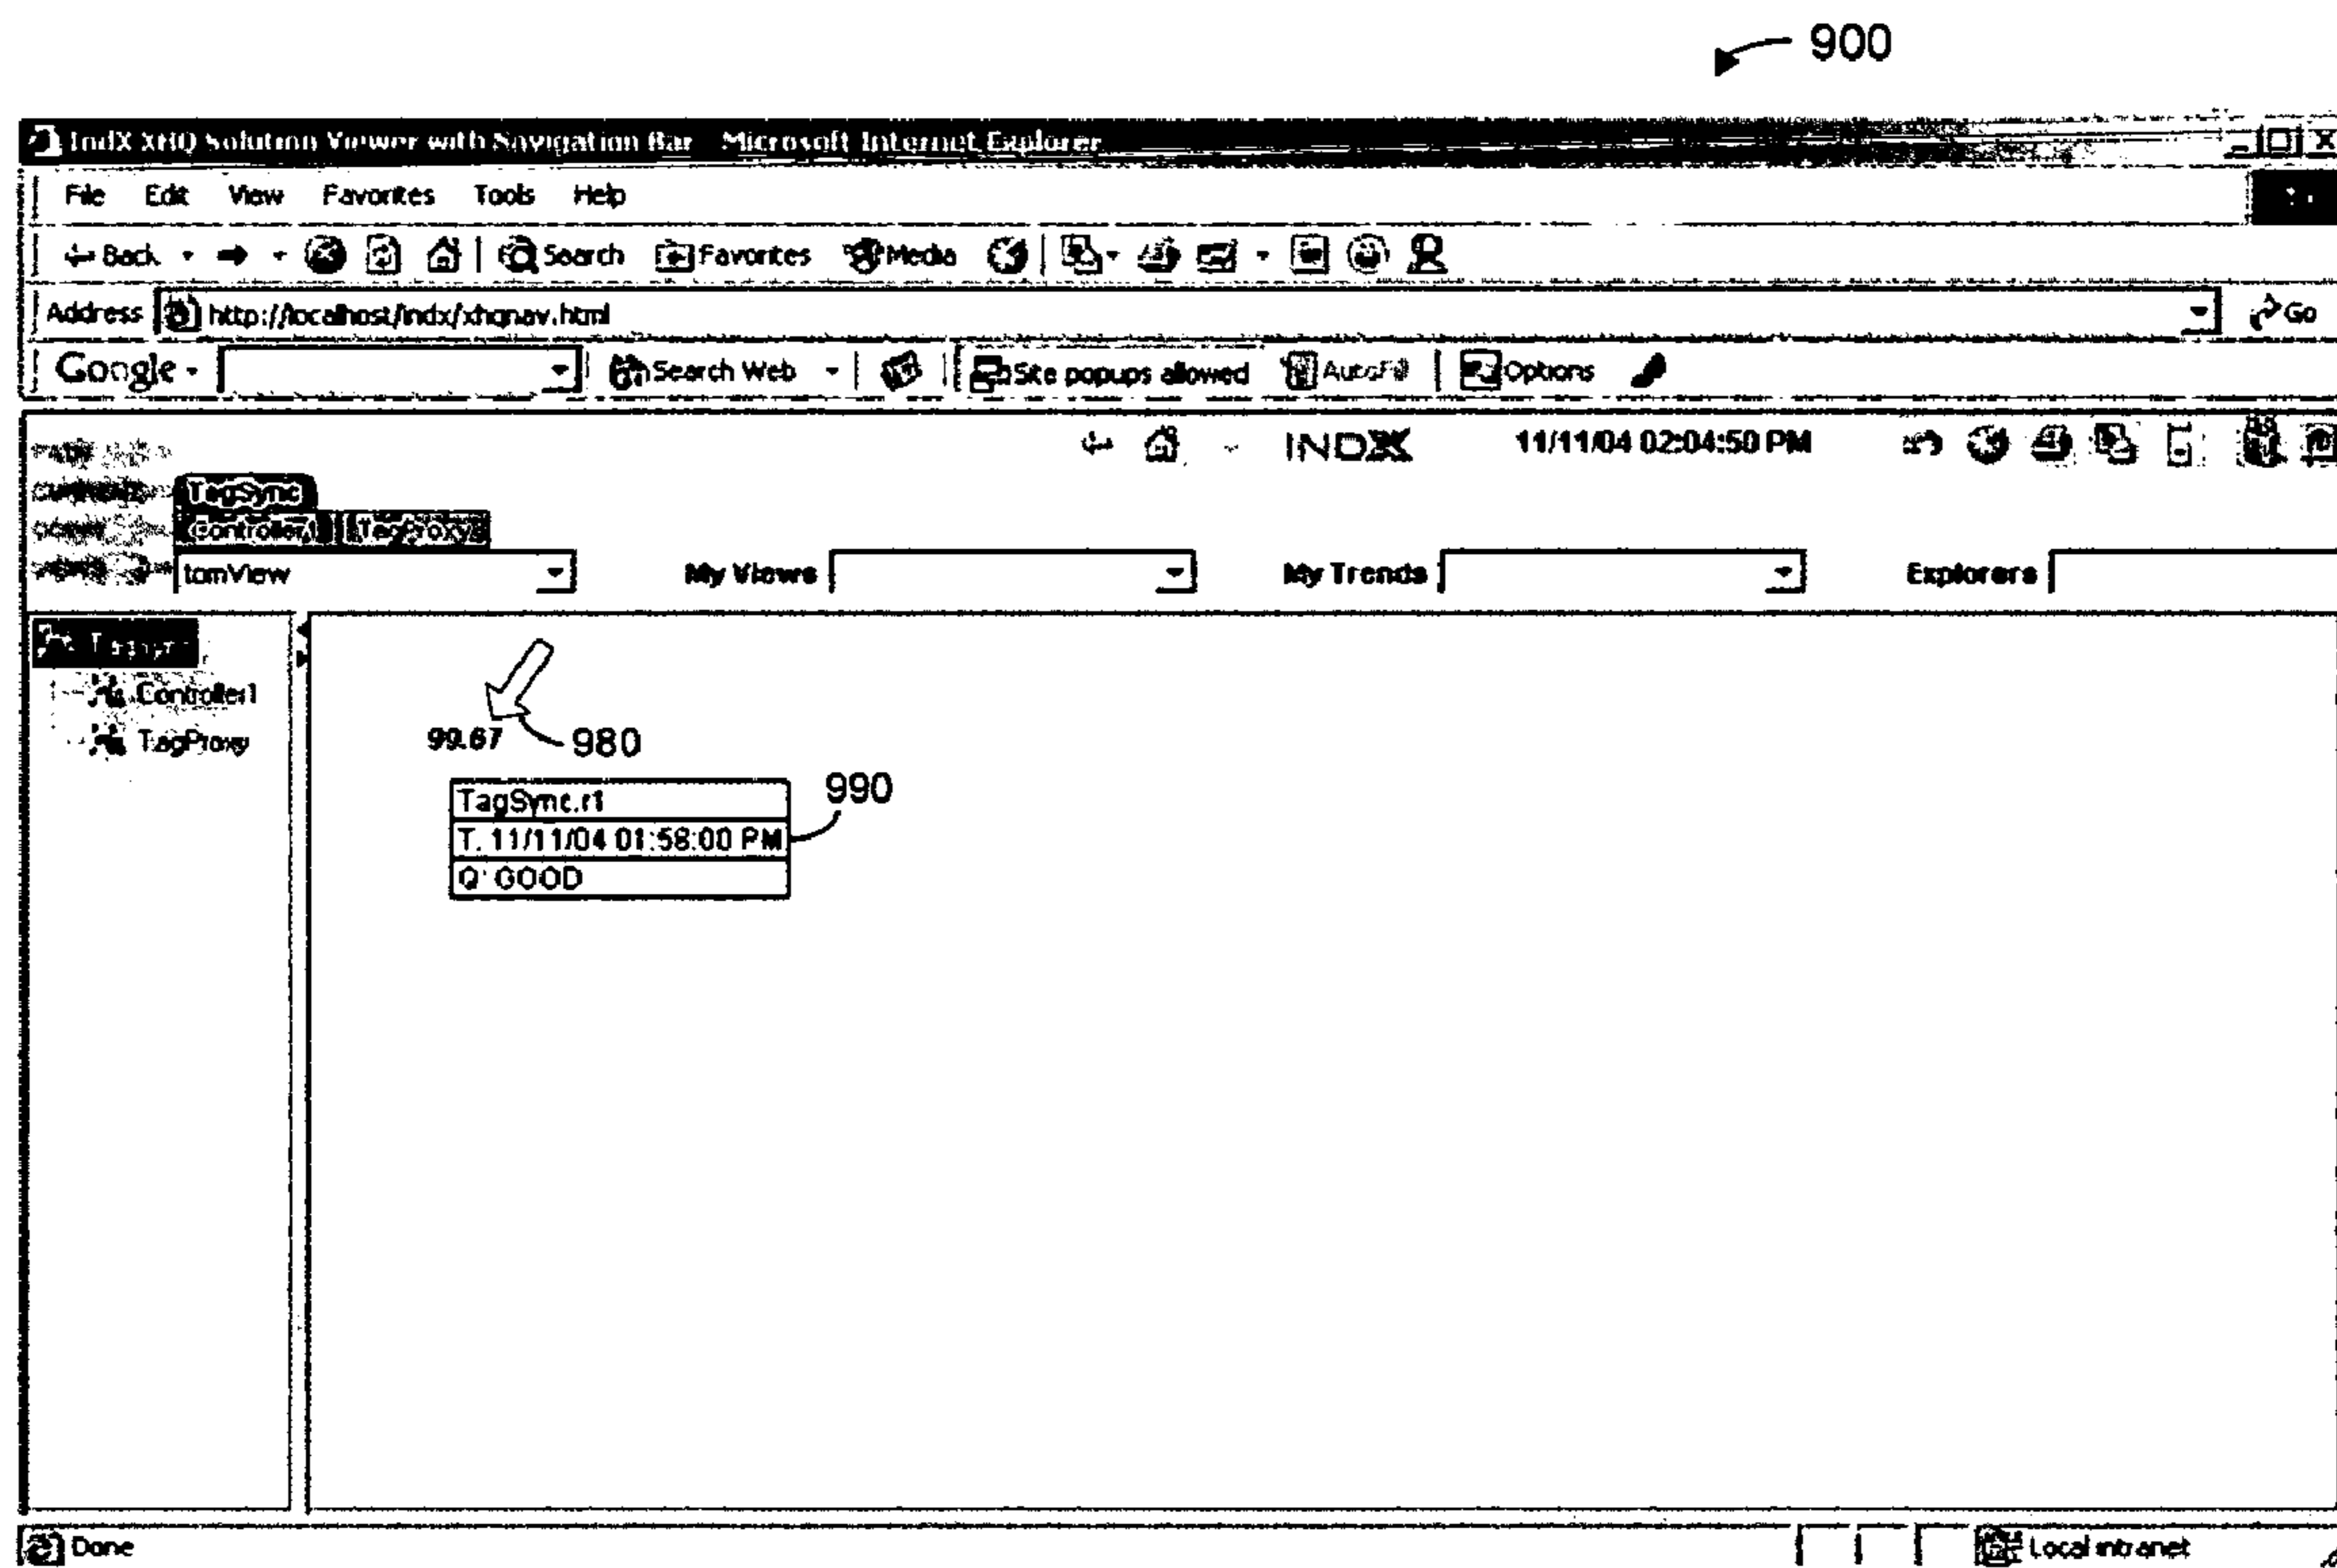 900
IndX XHQ Solution Viewer with Navigation Bar Microsoft Internet Explorer
File Edit View Favorites Tools Help
Back Search Favorites Media
Address http://localhost/indx/xhqnav.html Go
Google Search Web Site popups allowed AutoFill Options
PATH INDX 11/11/04 02:04:50 PM
TagSync
Controller1 TagProxy
tomView My Views My Trends Explorers
TagSync
Controller1
TagProxy
99.67 980
990
TagSync.r1
T. 11/11/04 01:58:00 PM
Q: GOOD
Done Local intranet